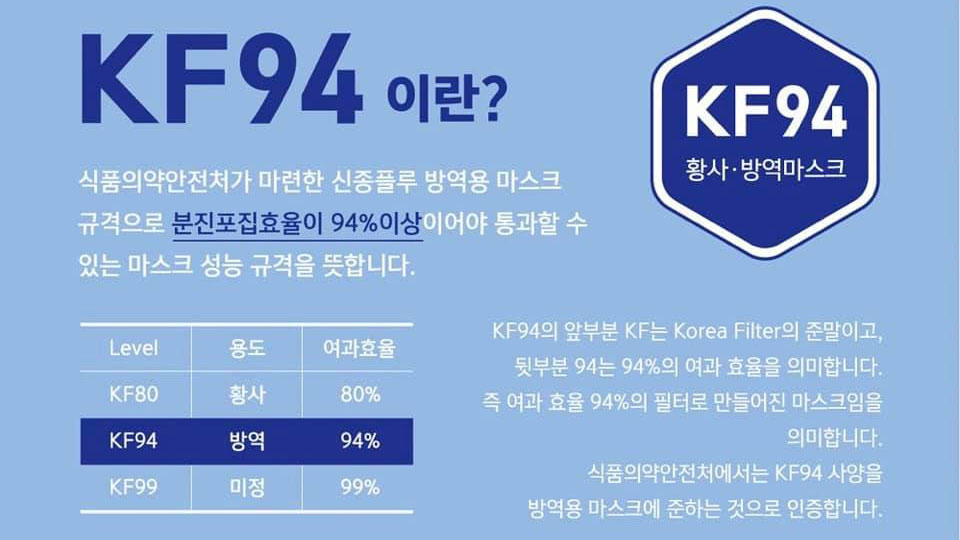 KF94 이란?
식품의약안전처가 마련한 신종플루 방역용 마스크
규격으로 분진포집효율이 94%이상이어야 통과할 수
있는 마스크 성능 규격을 뜻합니다.
KF94
황사·방역마스크
Level 용도 여과효율
KF80 황사 80%
KF94 방역 94%
KF99 미정 99%
KF94의 앞부분 KF는 Korea Filter의 준말이고,
뒷부분 94는 94%의 여과 효율을 의미합니다.
즉 여과 효율 94%의 필터로 만들어진 마스크임을
의미합니다.
식품의약안전처에서는 KF94 사양을
방역용 마스크에 준하는 것으로 인증합니다.